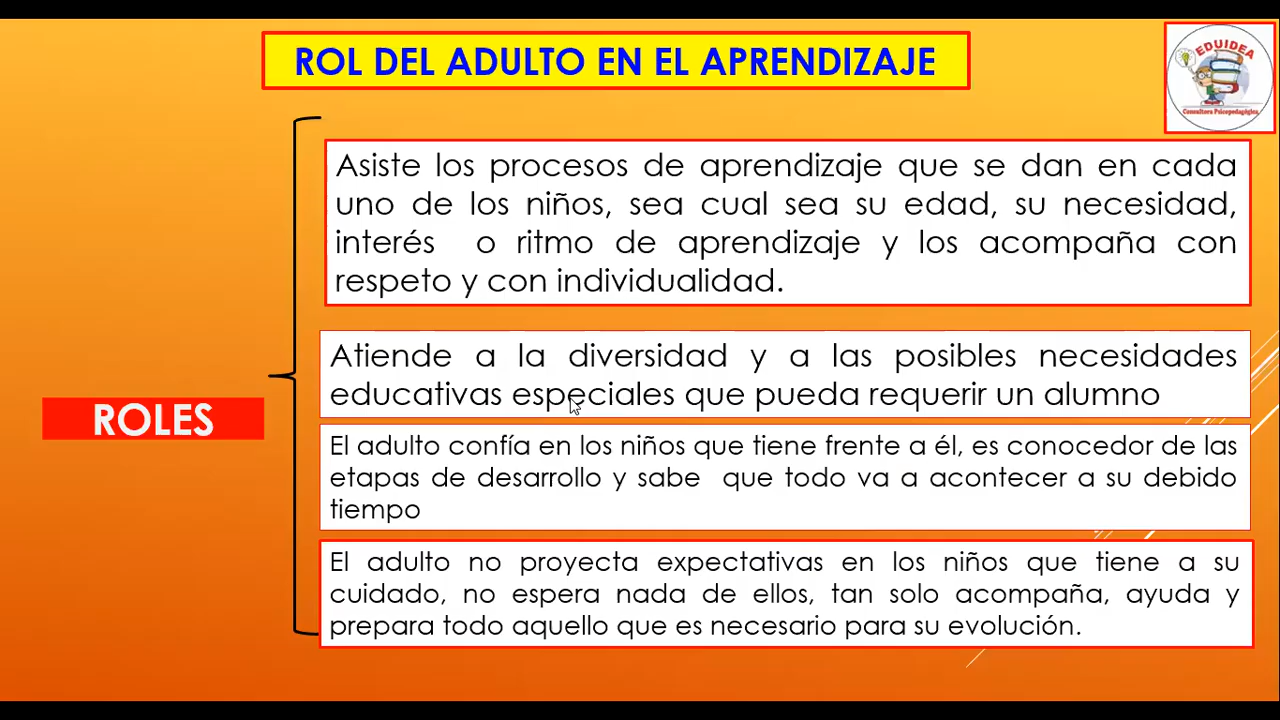 ROL DEL ADULTO EN EL APRENDIZAJE
EDUIDEA
Consultora Psicopedagógica
Asiste los procesos de aprendizaje que se dan en cada
uno de los niños, sea cual sea su edad, su necesidad,
interés o ritmo de aprendizaje y los acompaña con
respeto y con individualidad.
Atiende a la diversidad y a las posibles necesidades
educativas especiales que pueda requerir un alumno
ROLES
El adulto confía en los niños que tiene frente a él, es conocedor de las
etapas de desarrollo y sabe que todo va a acontecer a su debido
tiempo
El adulto no proyecta expectativas en los niños que tiene a su
cuidado, no espera nada de ellos, tan solo acompaña, ayuda y
prepara todo aquello que es necesario para su evolución.